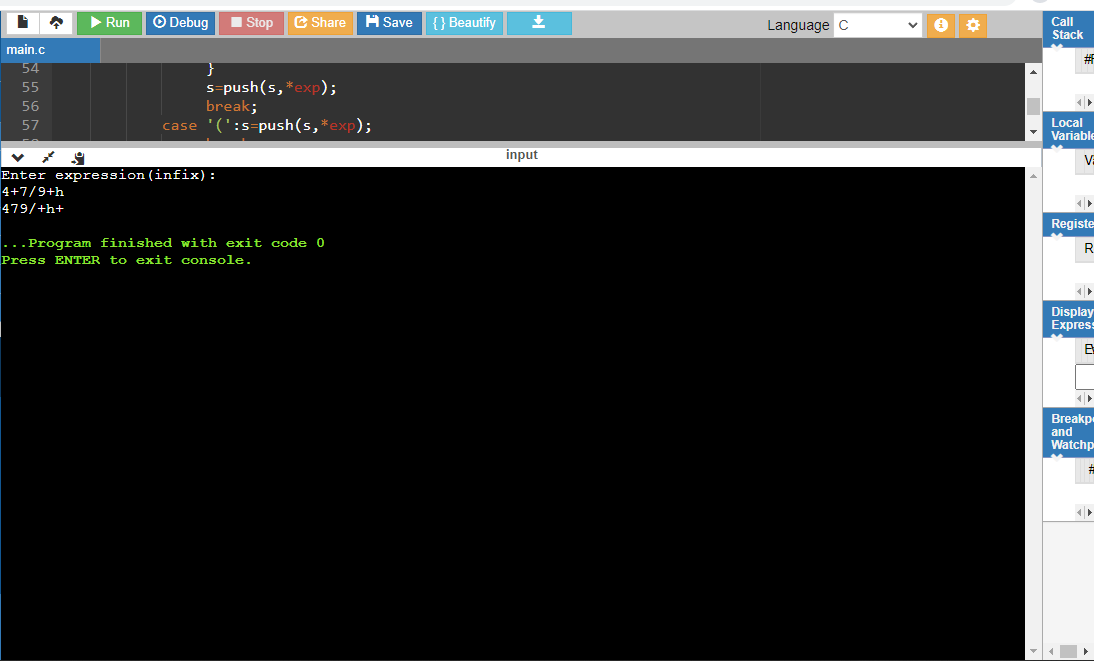 Run Debug Stop Share Save { } Beautify Language C
main.c
54 }
55 s=push(s,*exp);
56 break;
57 case '(':s=push(s,*exp);
input
Enter expression(infix):
4+7/9+h
479/+h+
...Program finished with exit code 0
Press ENTER to exit console.
Call
Stack
Local
Variable
Registe
R
Display
Express
Breakp
and
Watchp
#